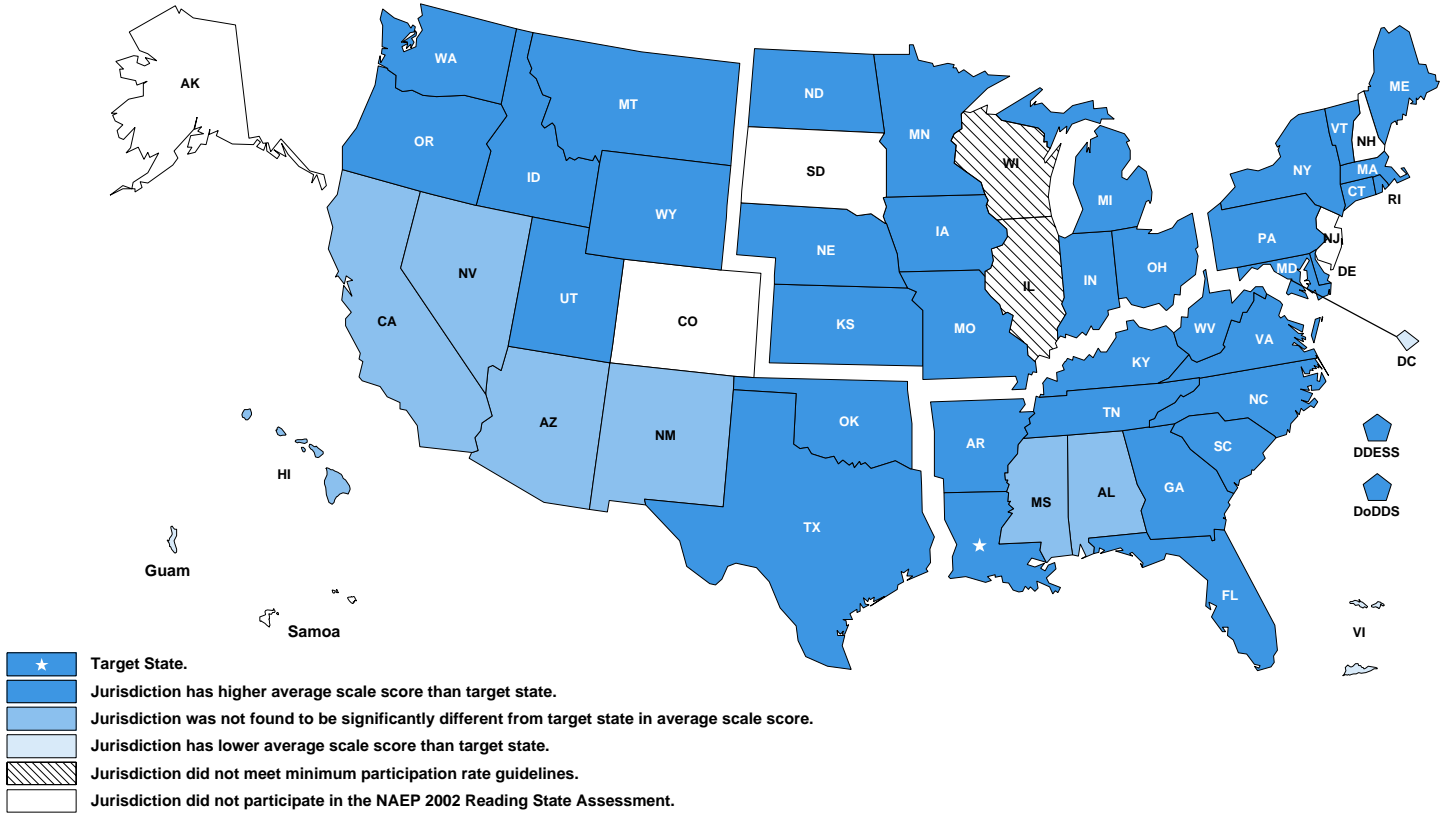 AK
WA
MT
ND
MN
ME
VT
NH
OR
ID
SD
WI
NY
MA
CT
RI
WY
MI
IA
PA
NJ
NE
NV
UT
OH
IN
MD
DE
IL
CA
CO
KS
MO
WV
VA
KY
DC
AZ
NM
OK
AR
TN
NC
SC
DDESS
HI
MS
AL
GA
DoDDS
TX
Guam
FL
Samoa
VI
Target State.
Jurisdiction has higher average scale score than target state.
Jurisdiction was not found to be significantly different from target state in average scale score.
Jurisdiction has lower average scale score than target state.
Jurisdiction did not meet minimum participation rate guidelines.
Jurisdiction did not participate in the NAEP 2002 Reading State Assessment.